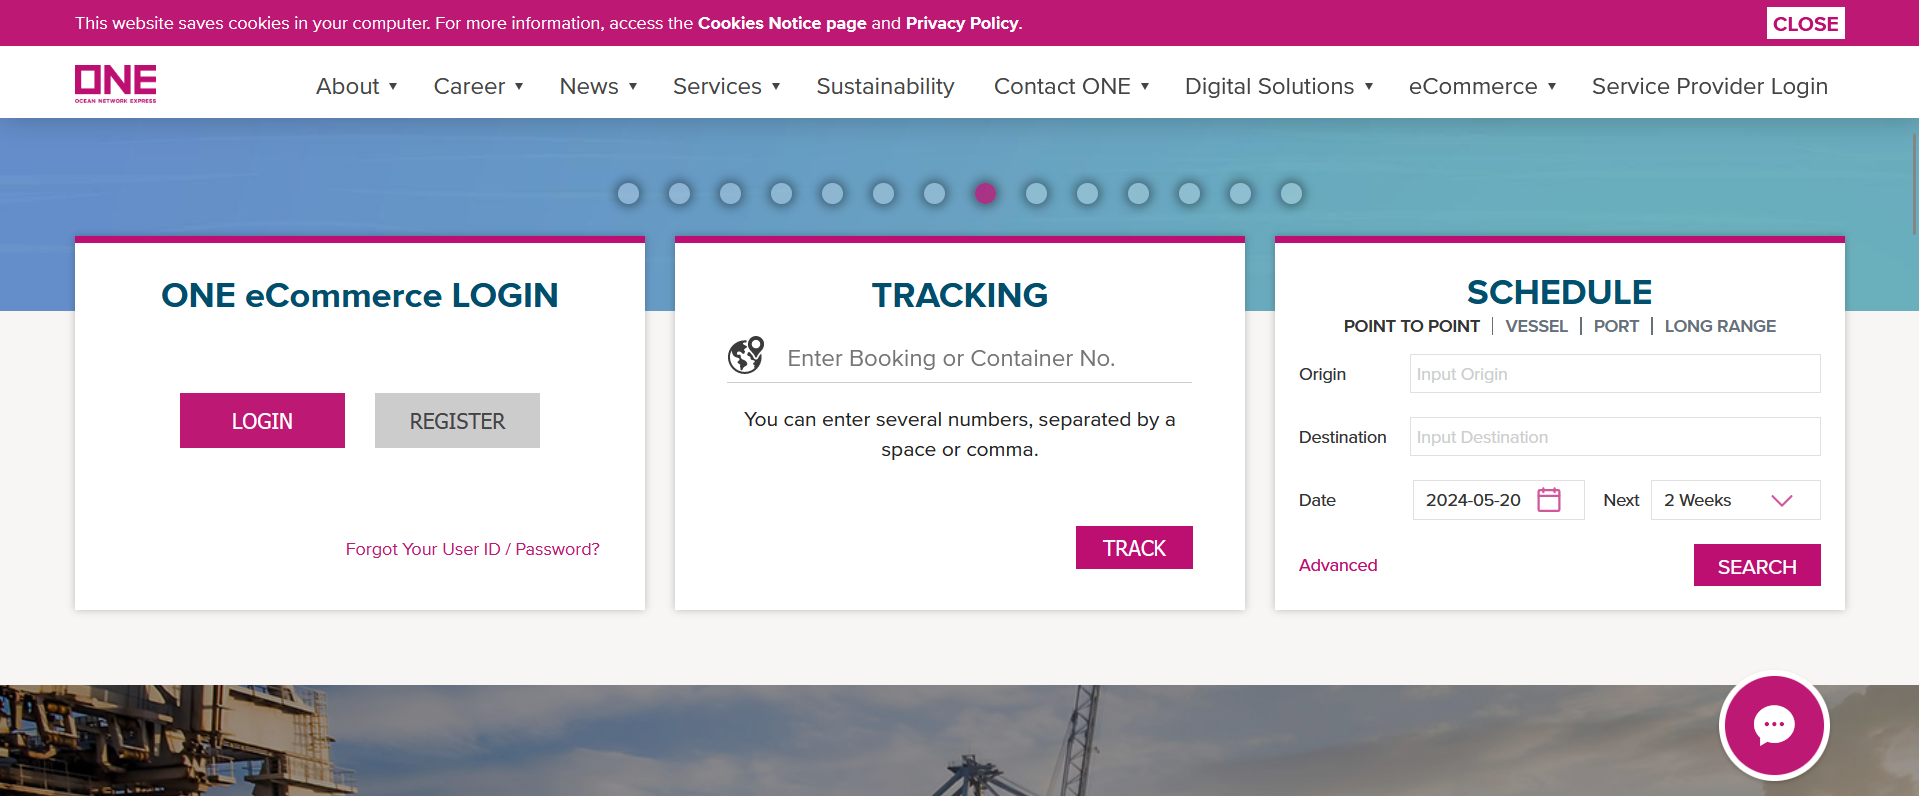 This website saves cookies in your computer. For more information, access the Cookies Notice page and Privacy Policy.
CLOSE
ONE
OCEAN NETWORK EXPRESS
About
Career
News
Services
Sustainability
Contact ONE
Digital Solutions
eCommerce
Service Provider Login
ONE eCommerce LOGIN
LOGIN
REGISTER
Forgot Your User ID / Password?
TRACKING
Enter Booking or Container No.
You can enter several numbers, separated by a
space or comma.
TRACK
SCHEDULE
POINT TO POINT | VESSEL | PORT | LONG RANGE
Origin
Input Origin
Destination
Input Destination
Date
2024-05-20
Next
2 Weeks
Advanced
SEARCH